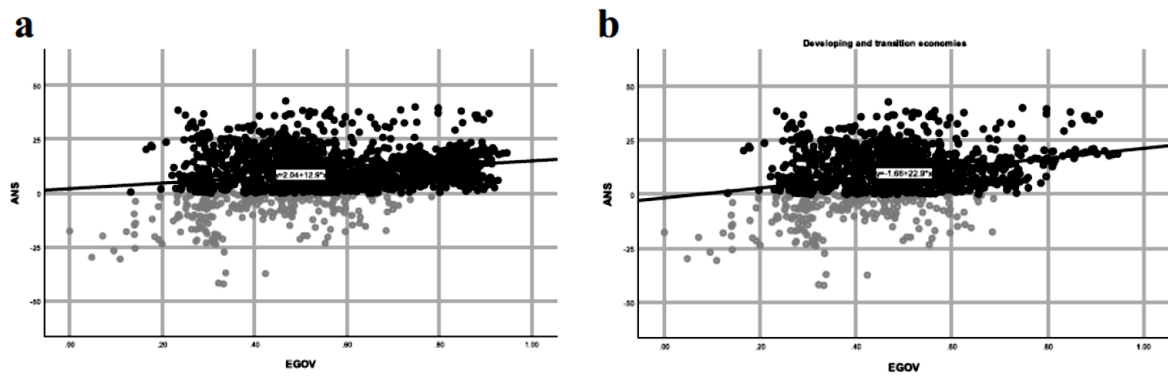 a
50
25
0
-25
-50
ANS
y=2.04+12.9*x
.00 .20 .40 .60 .80 1.00
EGOV
b
Developing and transition economies
50
25
0
-25
-50
ANS
y=-1.66+22.9*x
.00 .20 .40 .60 .80 1.00
EGOV